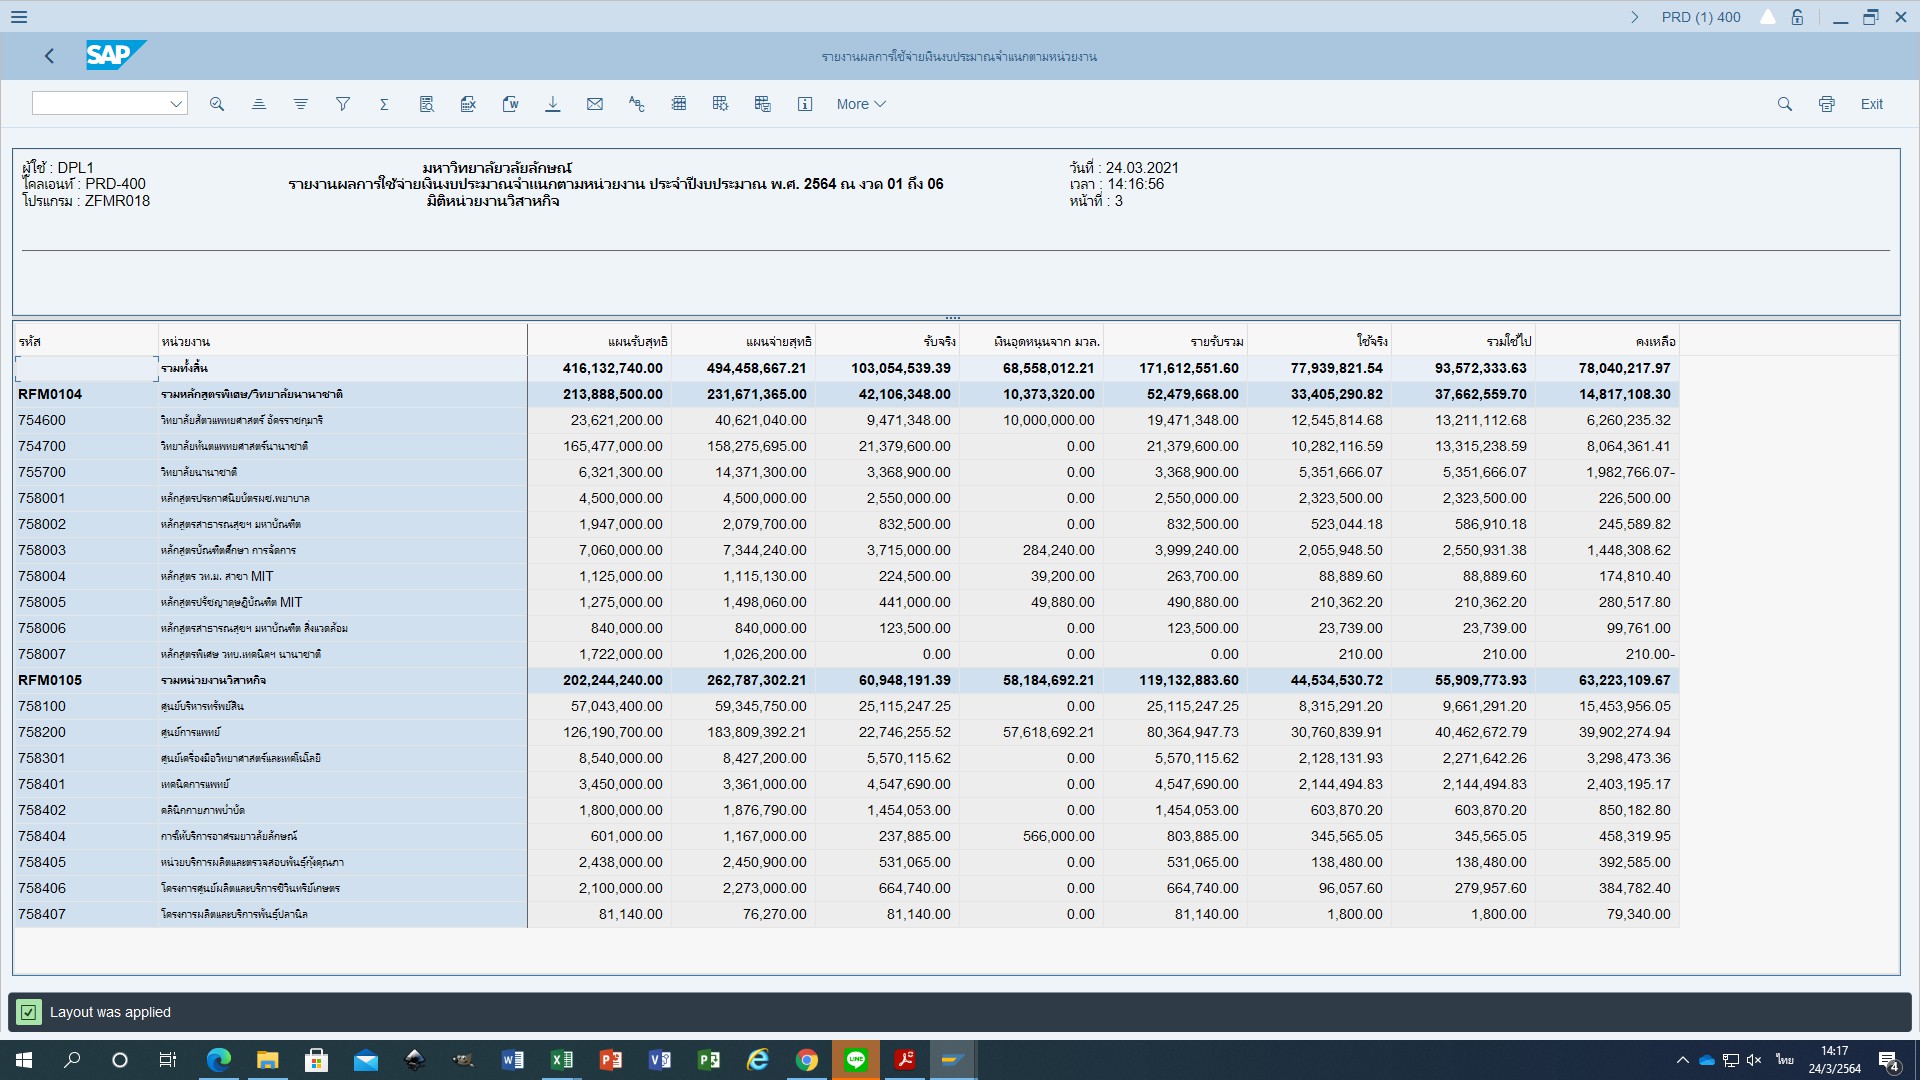 PRD (1) 400
SAP
รายงานผลการใช้จ่ายเงินงบประมาณจำแนกตามหน่วยงาน
More
Exit
ผู้ใช้ : DPL1 มหาวิทยาลัยวลัยลักษณ์ วันที่ : 24.03.2021
ไคลเอนท์ : PRD-400 รายงานผลการใช้จ่ายเงินงบประมาณจำแนกตามหน่วยงาน ประจำปีงบประมาณ พ.ศ. 2564 ณ งวด 01 ถึง 06 เวลา : 14:16:56
โปรแกรม : ZFMR018 มิติหน่วยงานวิสาหกิจ หน้าที่ : 3
รหัส หน่วยงาน แผนรับสุทธิ แผนจ่ายสุทธิ รับจริง เงินอุดหนุนจาก มวล. รายรับรวม ใช้จริง รวมใช้ไป คงเหลือ
รวมทั้งสิ้น 416,132,740.00 494,458,667.21 103,054,539.39 68,558,012.21 171,612,551.60 77,939,821.54 93,572,333.63 78,040,217.97
RFM0104 รวมหลักสูตรพิเศษ/วิทยาลัยนานาชาติ 213,888,500.00 231,671,365.00 42,106,348.00 10,373,320.00 52,479,668.00 33,405,290.82 37,662,559.70 14,817,108.30
754600 วิทยาลัยสัตวแพทยศาสตร์ อัครราชกุมารี 23,621,200.00 40,621,040.00 9,471,348.00 10,000,000.00 19,471,348.00 12,545,814.68 13,211,112.68 6,260,235.32
754700 วิทยาลัยทันตแพทยศาสตร์นานาชาติ 165,477,000.00 158,275,695.00 21,379,600.00 0.00 21,379,600.00 10,282,116.59 13,315,238.59 8,064,361.41
755700 วิทยาลัยนานาชาติ 6,321,300.00 14,371,300.00 3,368,900.00 0.00 3,368,900.00 5,351,666.07 5,351,666.07 1,982,766.07-
758001 หลักสูตรประกาศนียบัตรผช.พยาบาล 4,500,000.00 4,500,000.00 2,550,000.00 0.00 2,550,000.00 2,323,500.00 2,323,500.00 226,500.00
758002 หลักสูตรสาธารณสุขฯ มหาบัณฑิต 1,947,000.00 2,079,700.00 832,500.00 0.00 832,500.00 523,044.18 586,910.18 245,589.82
758003 หลักสูตรบัณฑิตศึกษา การจัดการ 7,060,000.00 7,344,240.00 3,715,000.00 284,240.00 3,999,240.00 2,055,948.50 2,550,931.38 1,448,308.62
758004 หลักสูตร วท.ม. สาขา MIT 1,125,000.00 1,115,130.00 224,500.00 39,200.00 263,700.00 88,889.60 88,889.60 174,810.40
758005 หลักสูตรปรัชญาดุษฎีบัณฑิต MIT 1,275,000.00 1,498,060.00 441,000.00 49,880.00 490,880.00 210,362.20 210,362.20 280,517.80
758006 หลักสูตรสาธารณสุขฯ มหาบัณฑิต สิ่งแวดล้อม 840,000.00 840,000.00 123,500.00 0.00 123,500.00 23,739.00 23,739.00 99,761.00
758007 หลักสูตรพิเศษ วทบ.เทคนิคฯ นานาชาติ 1,722,000.00 1,026,200.00 0.00 0.00 0.00 210.00 210.00 210.00-
RFM0105 รวมหน่วยงานวิสาหกิจ 202,244,240.00 262,787,302.21 60,948,191.39 58,184,692.21 119,132,883.60 44,534,530.72 55,909,773.93 63,223,109.67
758100 ศูนย์บริหารทรัพย์สิน 57,043,400.00 59,345,750.00 25,115,247.25 0.00 25,115,247.25 8,315,291.20 9,661,291.20 15,453,956.05
758200 ศูนย์การแพทย์ 126,190,700.00 183,809,392.21 22,746,255.52 57,618,692.21 80,364,947.73 30,760,839.91 40,462,672.79 39,902,274.94
758301 ศูนย์เครื่องมือวิทยาศาสตร์และเทคโนโลยี 8,540,000.00 8,427,200.00 5,570,115.62 0.00 5,570,115.62 2,128,131.93 2,271,642.26 3,298,473.36
758401 เทคนิคการแพทย์ 3,450,000.00 3,361,000.00 4,547,690.00 0.00 4,547,690.00 2,144,494.83 2,144,494.83 2,403,195.17
758402 คลินิกกายภาพบำบัด 1,800,000.00 1,876,790.00 1,454,053.00 0.00 1,454,053.00 603,870.20 603,870.20 850,182.80
758404 การให้บริการอาศรมยาวลัยลักษณ์ 601,000.00 1,167,000.00 237,885.00 566,000.00 803,885.00 345,565.05 345,565.05 458,319.95
758405 หน่วยบริการผลิตและตรวจสอบพันธุ์กุ้งคุณภา 2,438,000.00 2,450,900.00 531,065.00 0.00 531,065.00 138,480.00 138,480.00 392,585.00
758406 โครงการศูนย์ผลิตและบริการชีวินทรีย์เกษตร 2,100,000.00 2,273,000.00 664,740.00 0.00 664,740.00 96,057.60 279,957.60 384,782.40
758407 โครงการผลิตและบริการพันธุ์ปลานิล 81,140.00 76,270.00 81,140.00 0.00 81,140.00 1,800.00 1,800.00 79,340.00
Layout was applied
ไทย
14:17
24/3/2564
4